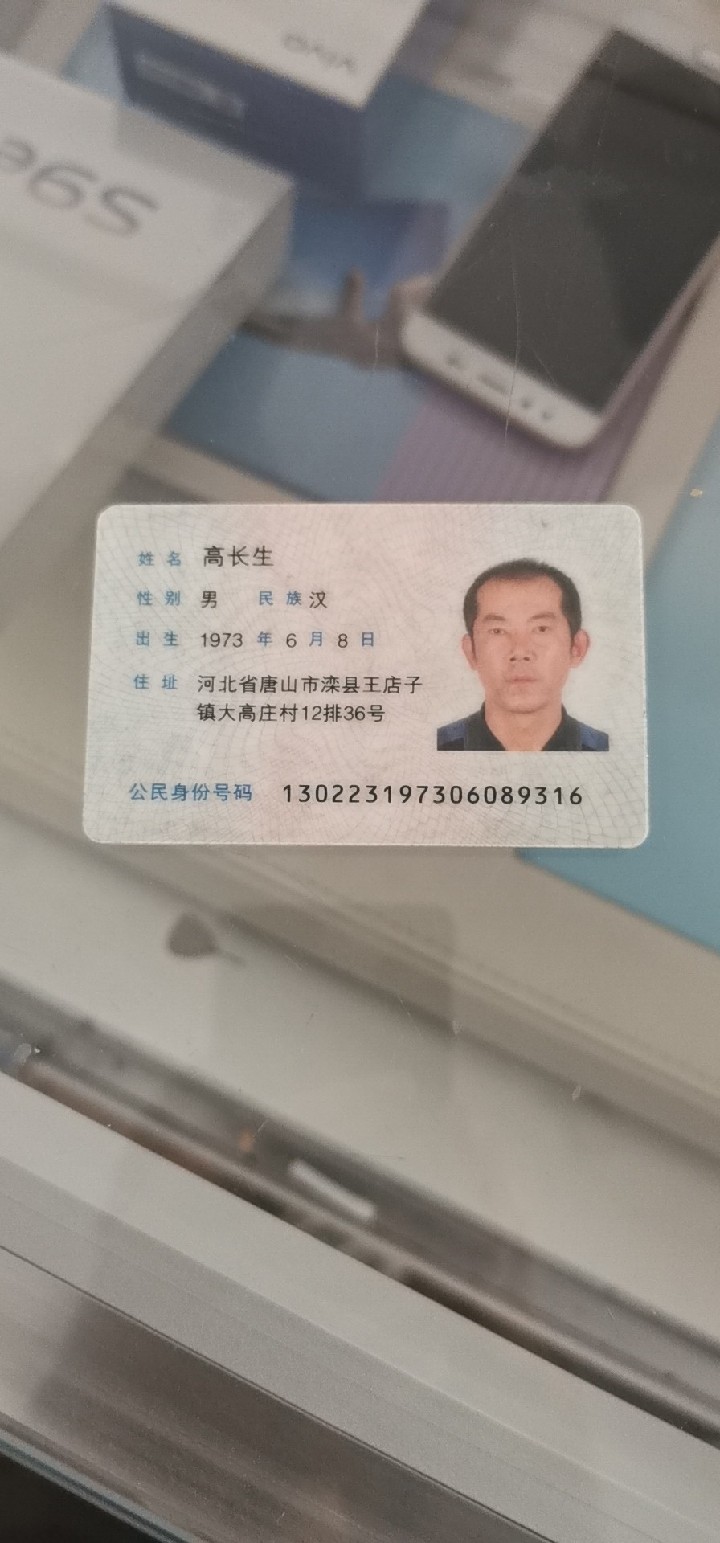 vivo
S9e
姓名 高长生
性别 男 民族 汉
出生 1973 年 6 月 8 日
住址 河北省唐山市滦县王店子
镇大高庄村12排36号
公民身份号码 130223197306089316